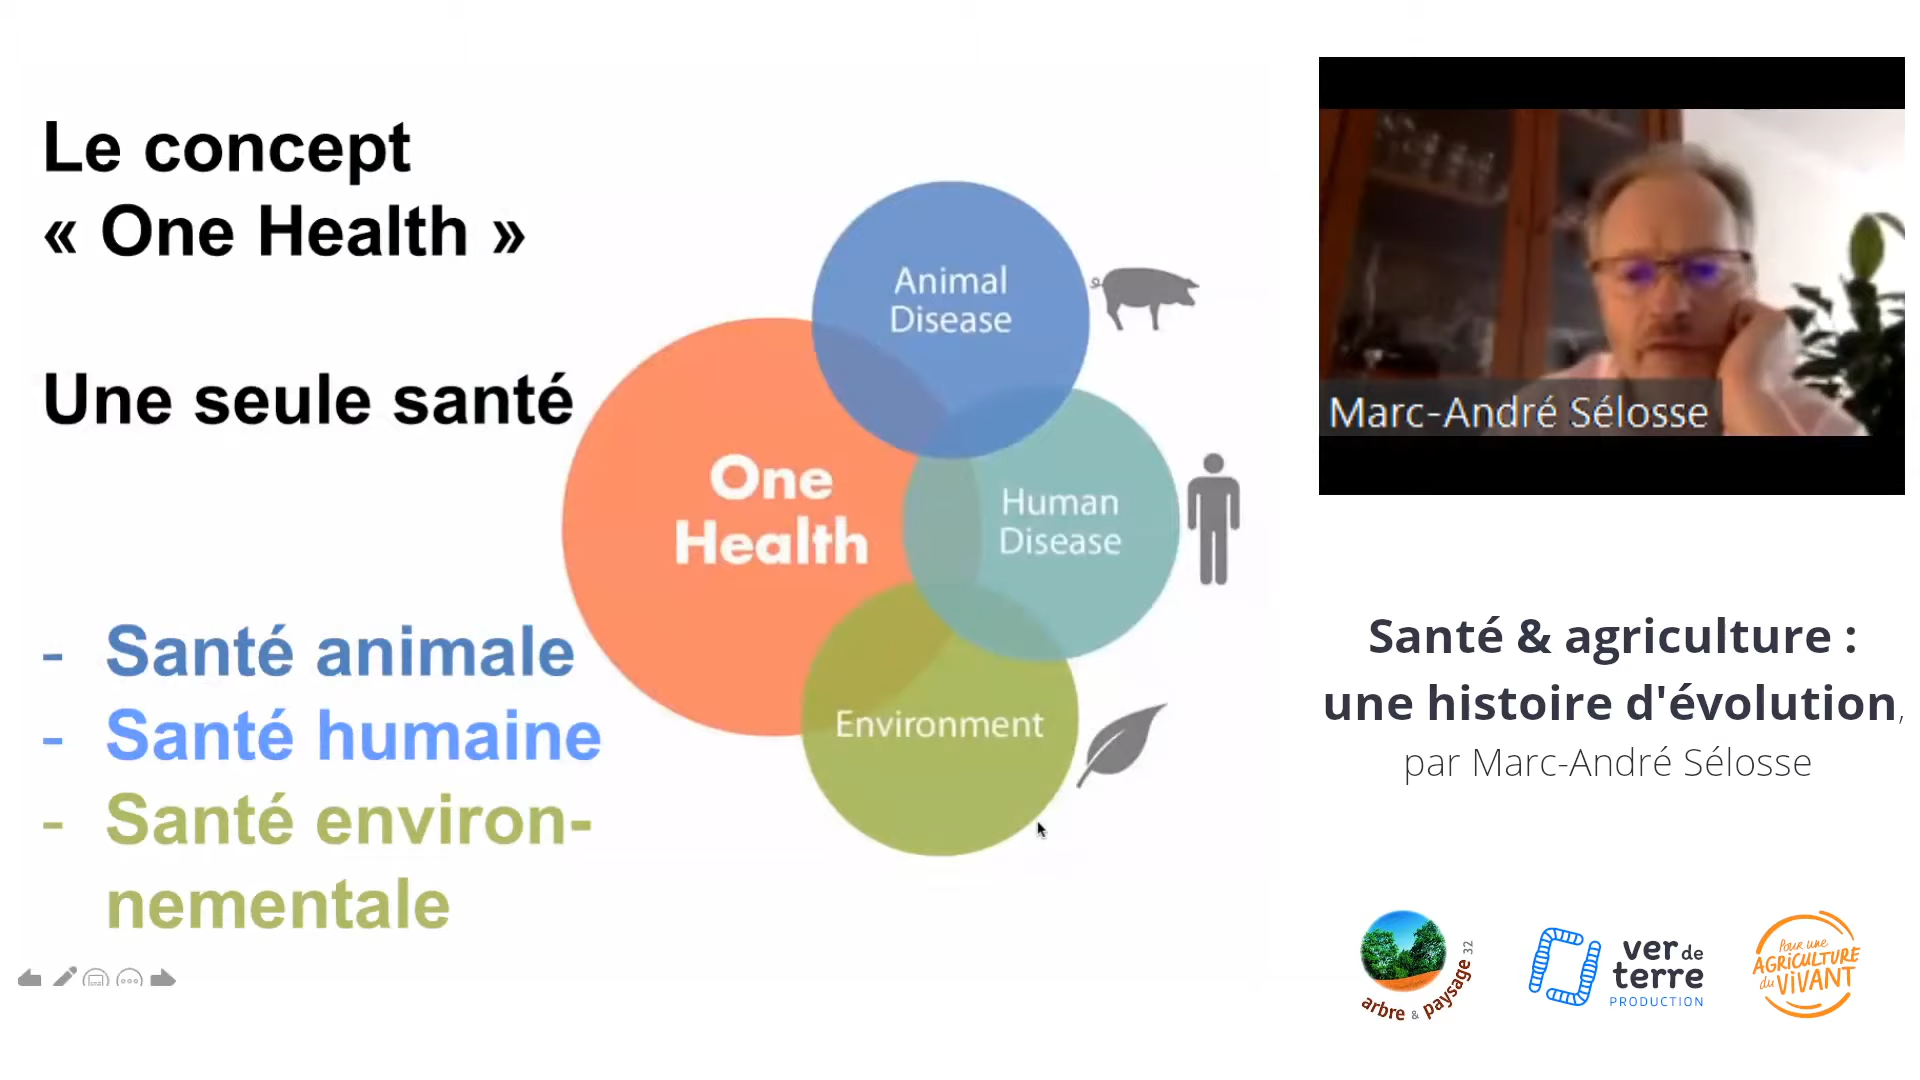 Le concept
« One Health »
Une seule santé
- Santé animale
- Santé humaine
- Santé environ-
nementale
One
Health
Animal
Disease
Human
Disease
Environment
Marc-André Sélosse
Santé & agriculture :
une histoire d'évolution,
par Marc-André Sélosse
arbre & paysage 32
ver de
terre
PRODUCTION
Pour une
AGRICULTURE
du VIVANT